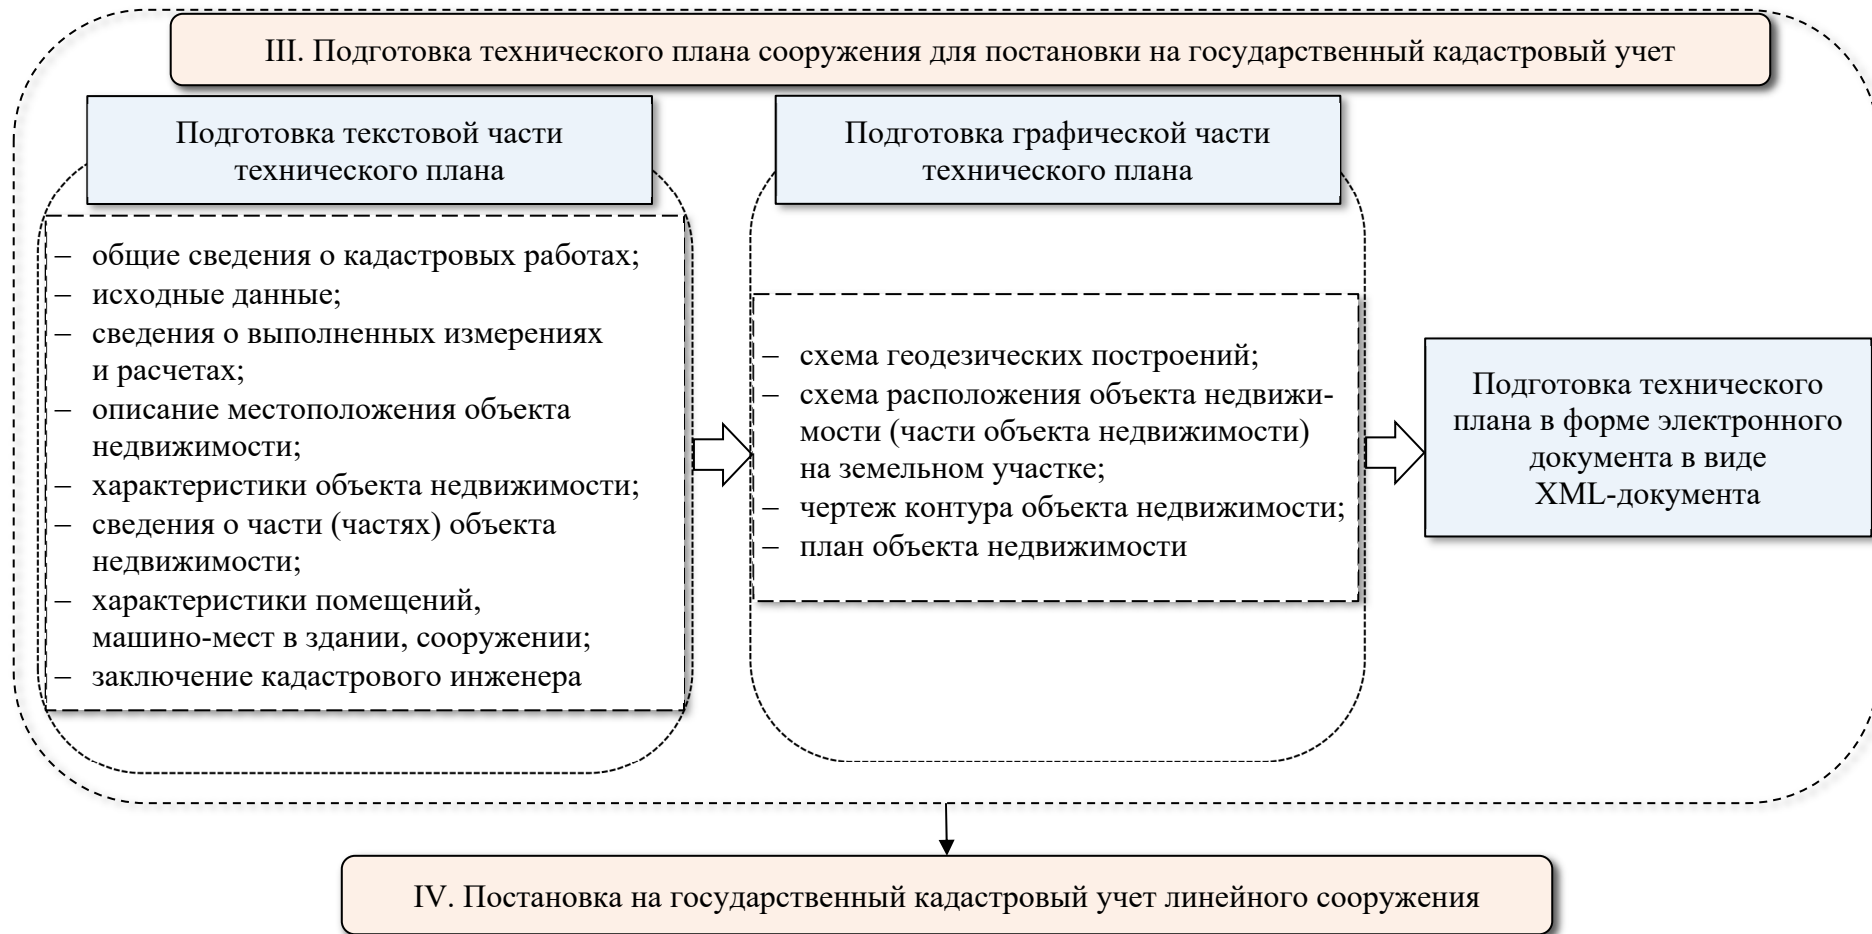 III. Подготовка технического плана сооружения для постановки на государственный кадастровый учет
Подготовка текстовой части
технического плана
– общие сведения о кадастровых работах;
– исходные данные;
– сведения о выполненных измерениях
и расчетах;
– описание местоположения объекта
недвижимости;
– характеристики объекта недвижимости;
– сведения о части (частях) объекта
недвижимости;
– характеристики помещений,
машино-мест в здании, сооружении;
– заключение кадастрового инженера
Подготовка графической части
технического плана
– схема геодезических построений;
– схема расположения объекта недвижи-
мости (части объекта недвижимости)
на земельном участке;
– чертеж контура объекта недвижимости;
– план объекта недвижимости
Подготовка технического
плана в форме электронного
документа в виде
XML-документа
IV. Постановка на государственный кадастровый учет линейного сооружения